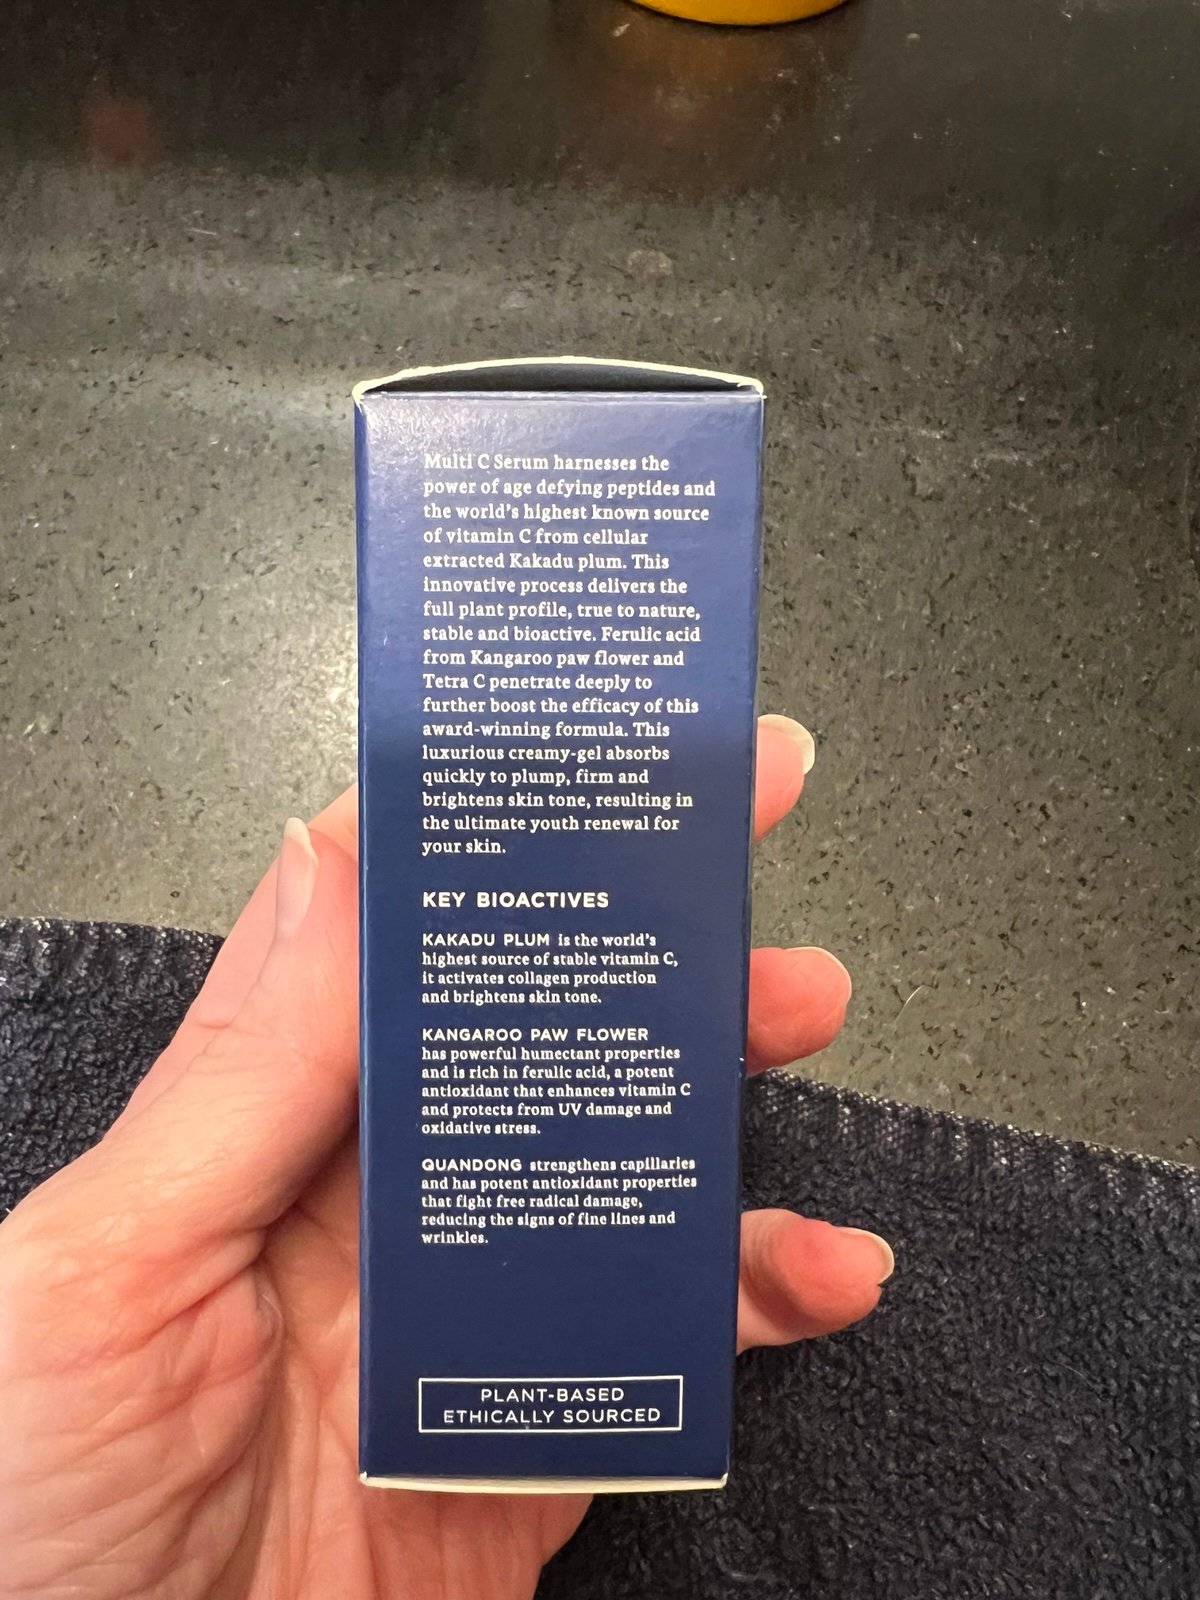 Multi C Serum harnesses the
power of age defying peptides and
the world's highest known source
of vitamin C from cellular
extracted Kakadu plum. This
innovative process delivers the
full plant profile, true to nature,
stable and bioactive. Ferulic acid
from Kangaroo paw flower and
Tetra C penetrate deeply to
further boost the efficacy of this
award-winning formula. This
luxurious creamy-gel absorbs
quickly to plump, firm and
brightens skin tone, resulting in
the ultimate youth renewal for
your skin.
KEY BIOACTIVES
KAKADU PLUM is the world's
highest source of stable vitamin C,
it activates collagen production
and brightens skin tone.
KANGAROO PAW FLOWER
has powerful humectant properties
and is rich in ferulic acid, a potent
antioxidant that enhances vitamin C
and protects from UV damage and
oxidative stress.
QUANDONG strengthens capillaries
and has potent antioxidant properties
that fight free radical damage,
reducing the signs of fine lines and
wrinkles.
PLANT-BASED
ETHICALLY SOURCED